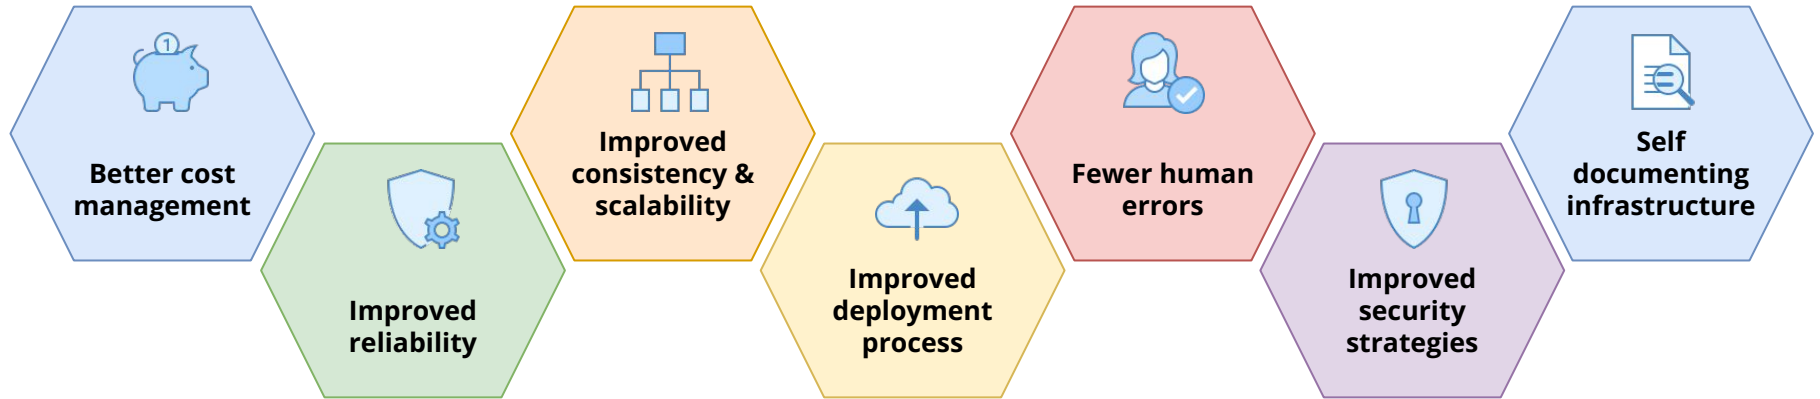 1
Better cost
management
Improved
reliability
Improved
consistency &
scalability
Improved
deployment
process
Fewer human
errors
Improved
security
strategies
Self
documenting
infrastructure